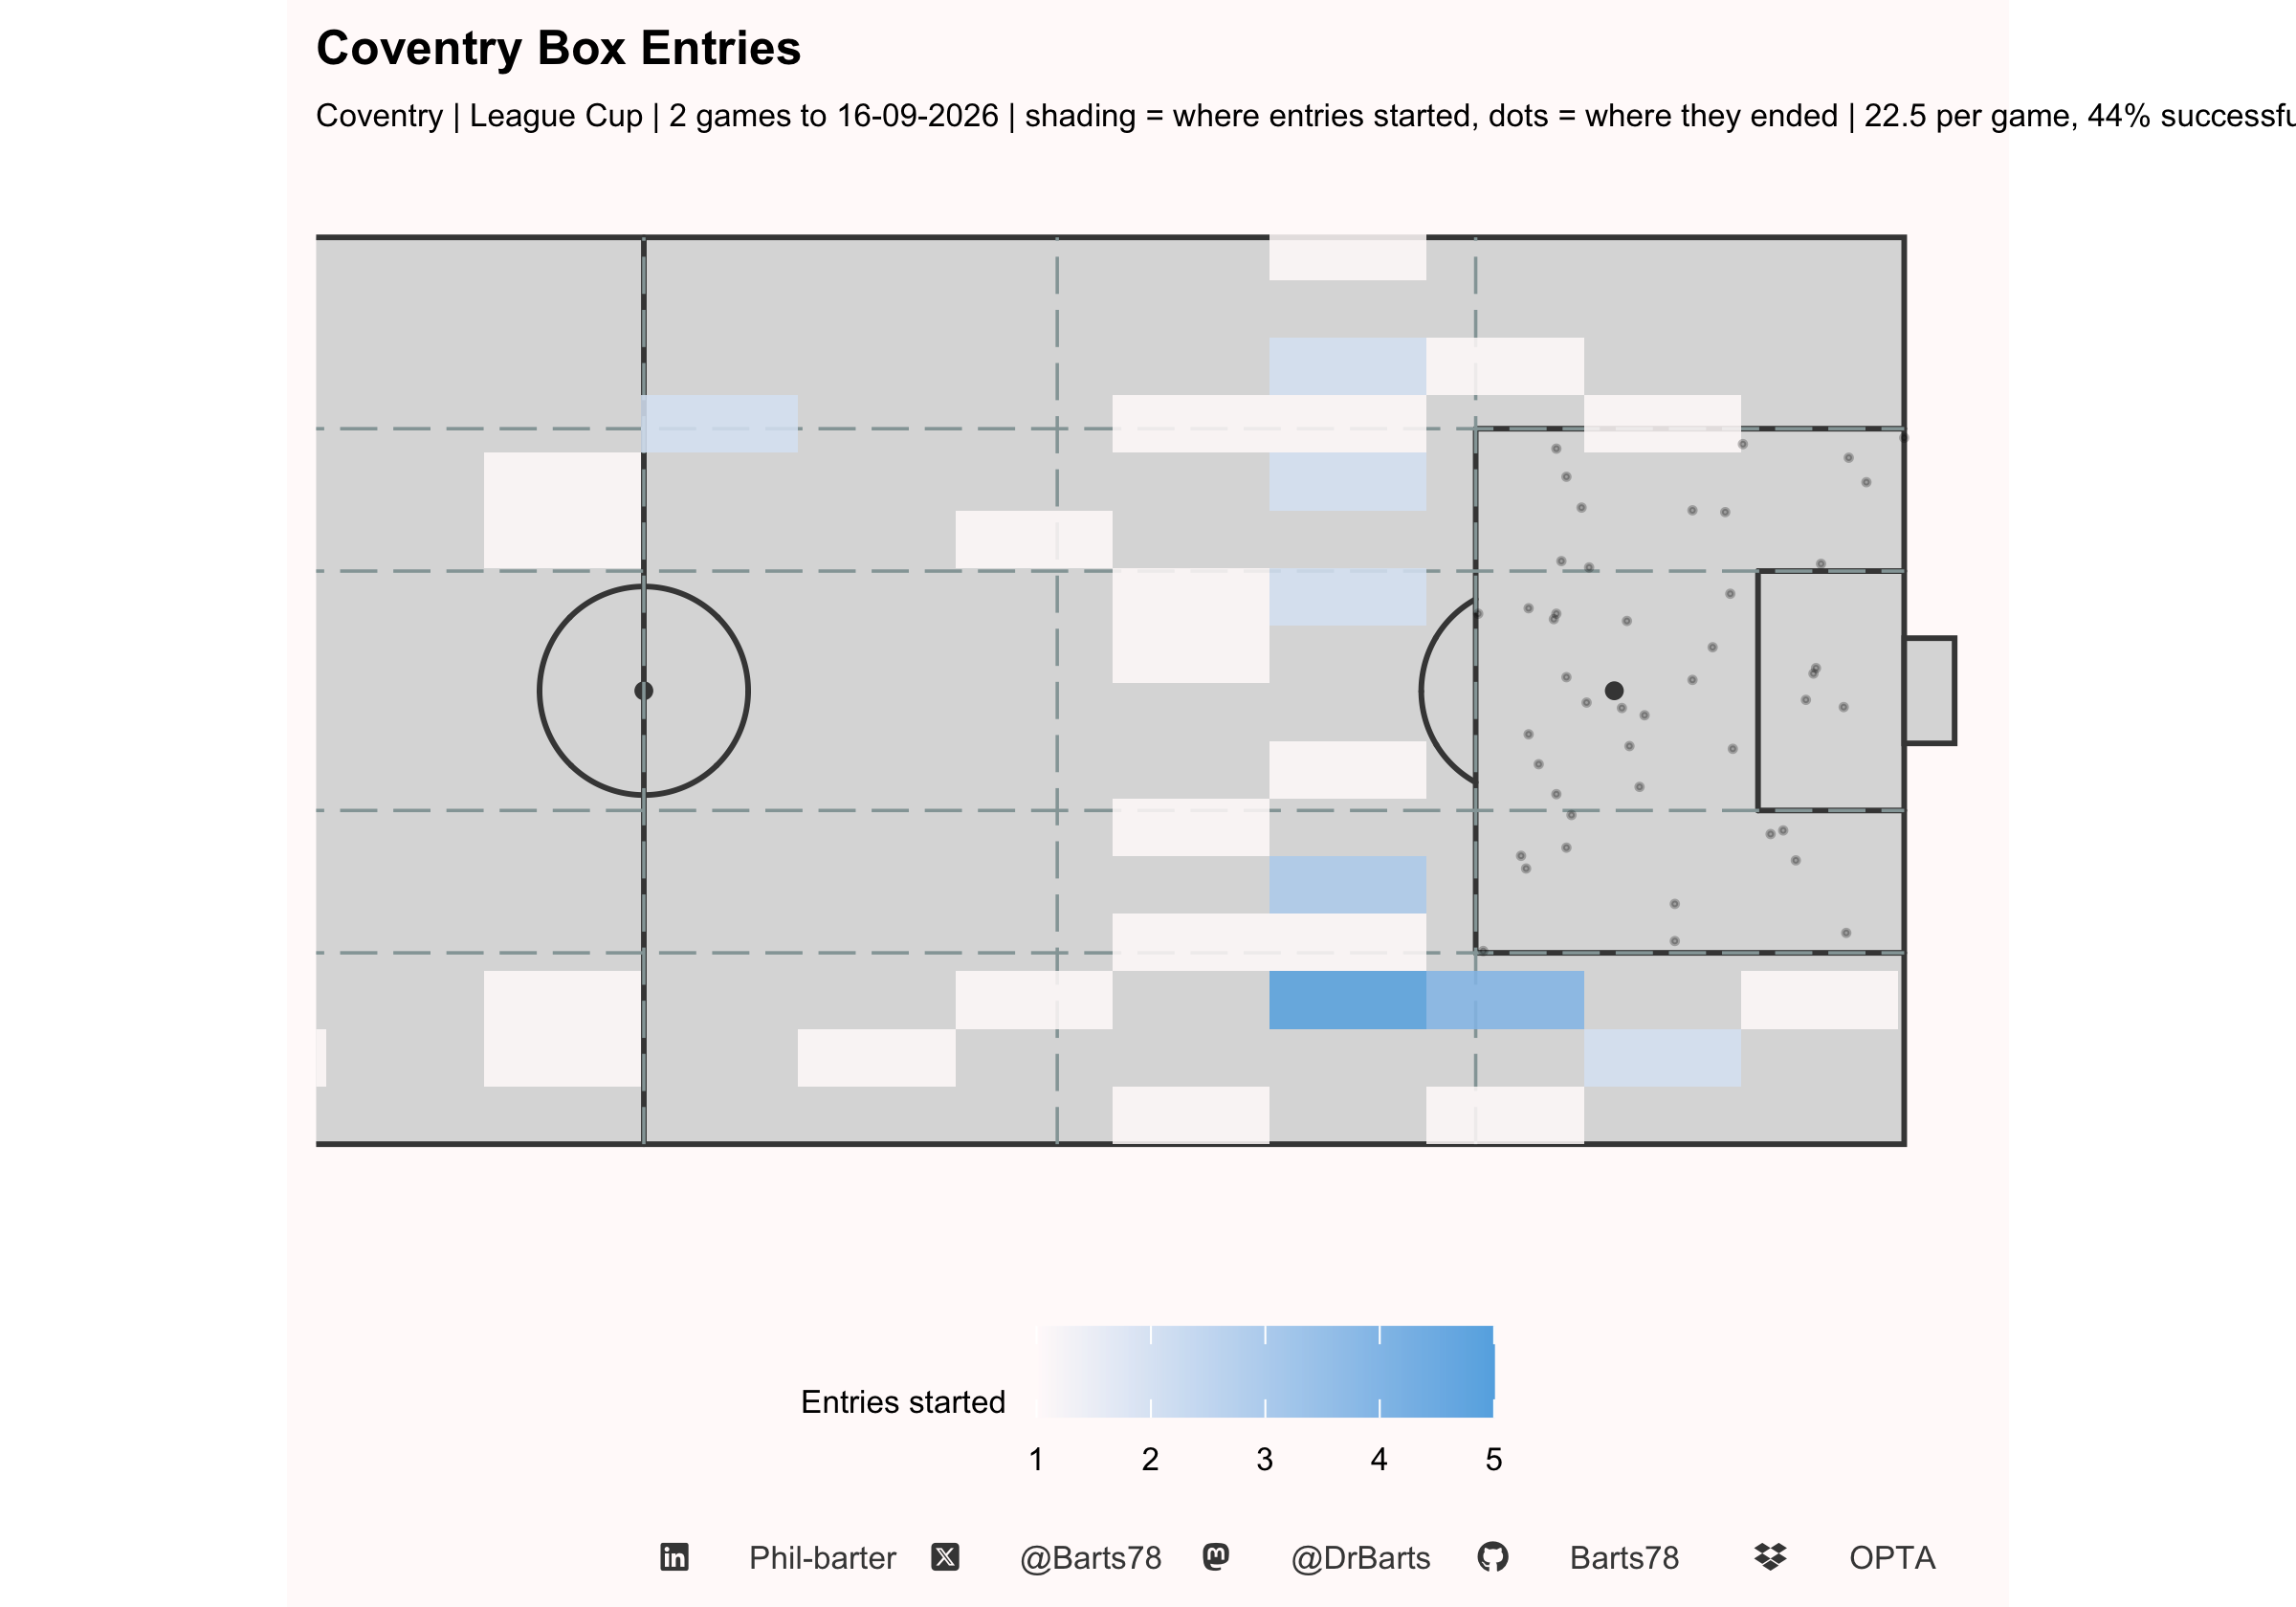 Coventry Box Entries
Coventry | League Cup | 2 games to 16-09-2026 | shading = where entries started, dots = where they ended | 22.5 per game, 44% successfu
Entries started
1 2 3 4 5
Phil-barter @Barts78 @DrBarts Barts78 OPTA